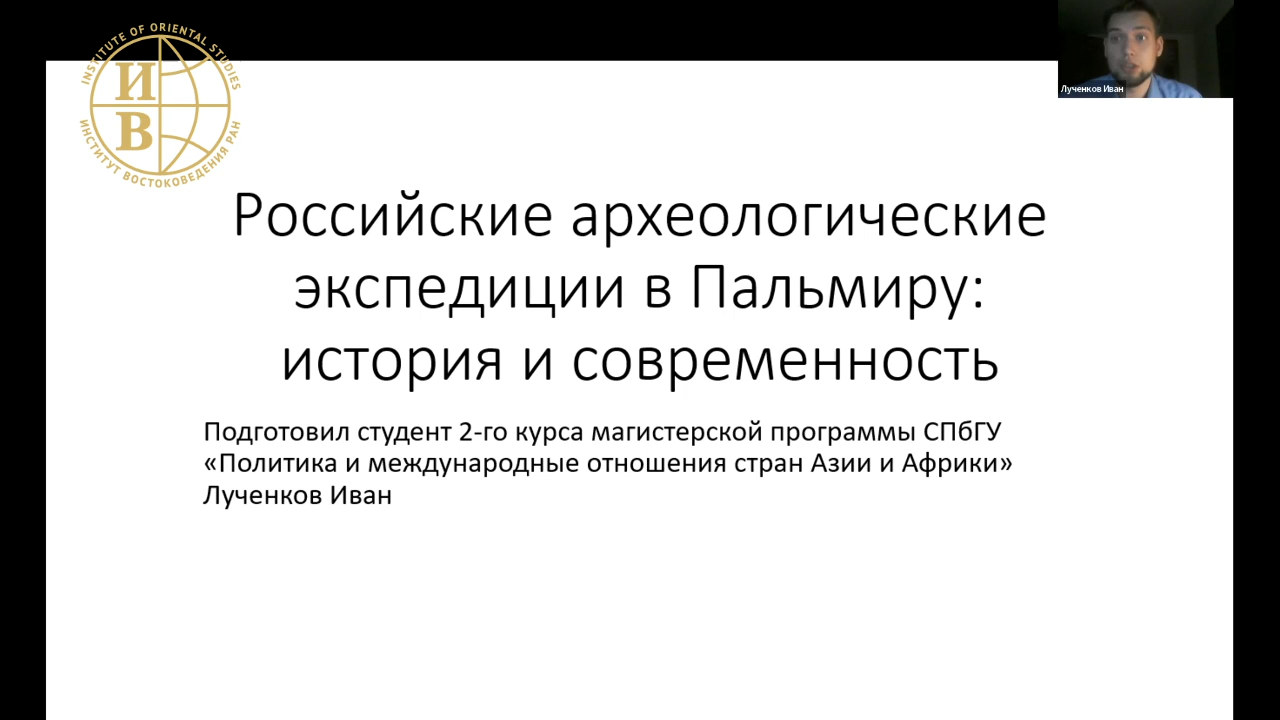 INSTITUTE OF ORIENTAL STUDIES
И
В
ИНСТИТУТ ВОСТОКОВЕДЕНИЯ РАН
Лученков Иван
Российские археологические
экспедиции в Пальмиру:
история и современность
Подготовил студент 2-го курса магистерской программы СПбГУ
«Политика и международные отношения стран Азии и Африки»
Лученков Иван